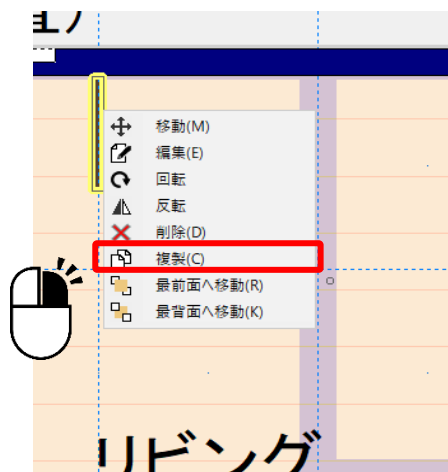 移動(M)
編集(E)
回転
反転
削除(D)
複製(C)
最前面へ移動(R)
最背面へ移動(K)
リビング